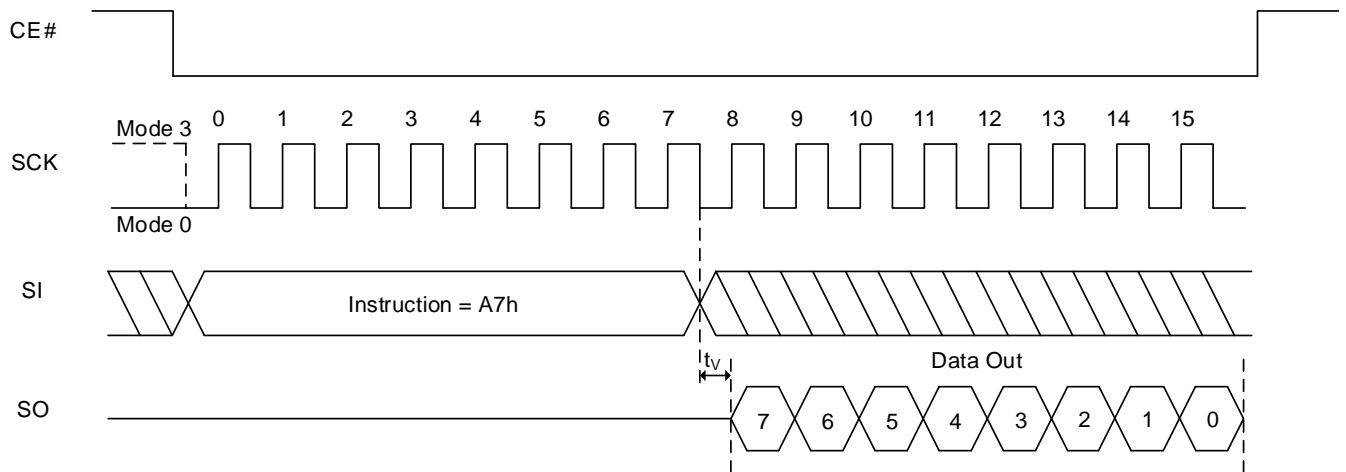 CE#
Mode 3
0 1 2 3 4 5 6 7 8 9 10 11 12 13 14 15
SCK
Mode 0
SI
Instruction = A7h
tV
Data Out
SO
7 6 5 4 3 2 1 0